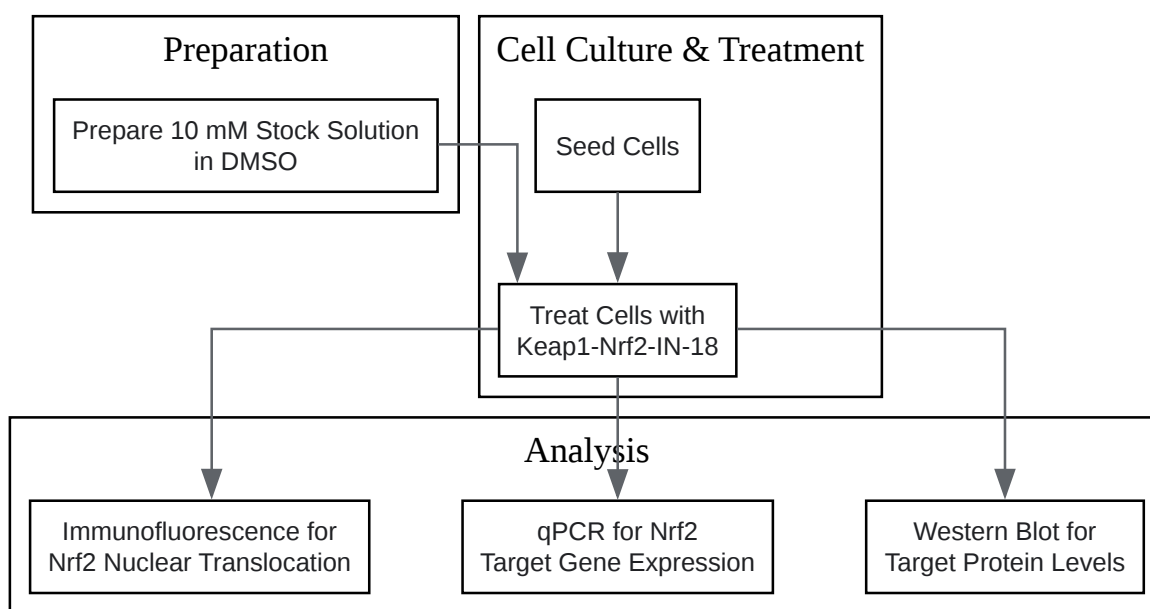 Preparation
Prepare 10 mM Stock Solution
in DMSO
Cell Culture & Treatment
Seed Cells
Treat Cells with
Keap1-Nrf2-IN-18
Analysis
Immunofluorescence for
Nrf2 Nuclear Translocation
qPCR for Nrf2
Target Gene Expression
Western Blot for
Target Protein Levels